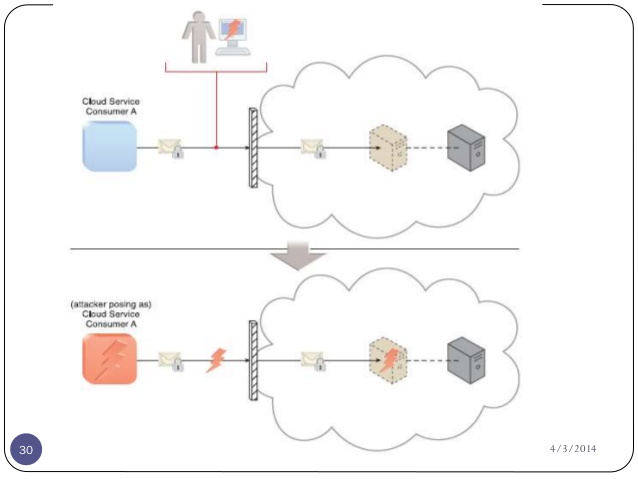 Cloud Service
Consumer A
(attacker posing as)
Cloud Service
Consumer A
30
4/3/2014